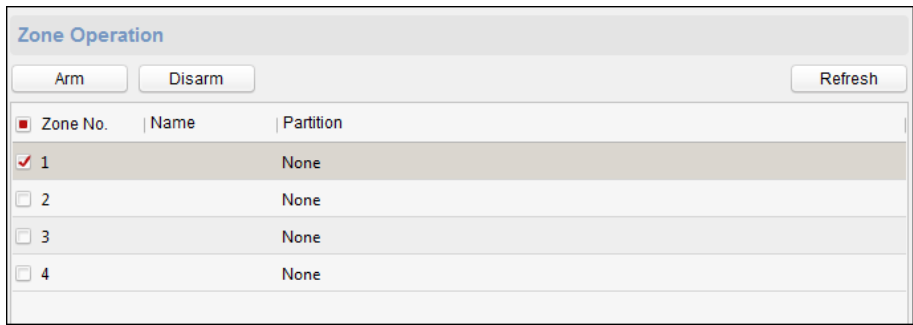 Zone Operation
Arm Disarm Refresh
Zone No. Name Partition
1 None
2 None
3 None
4 None